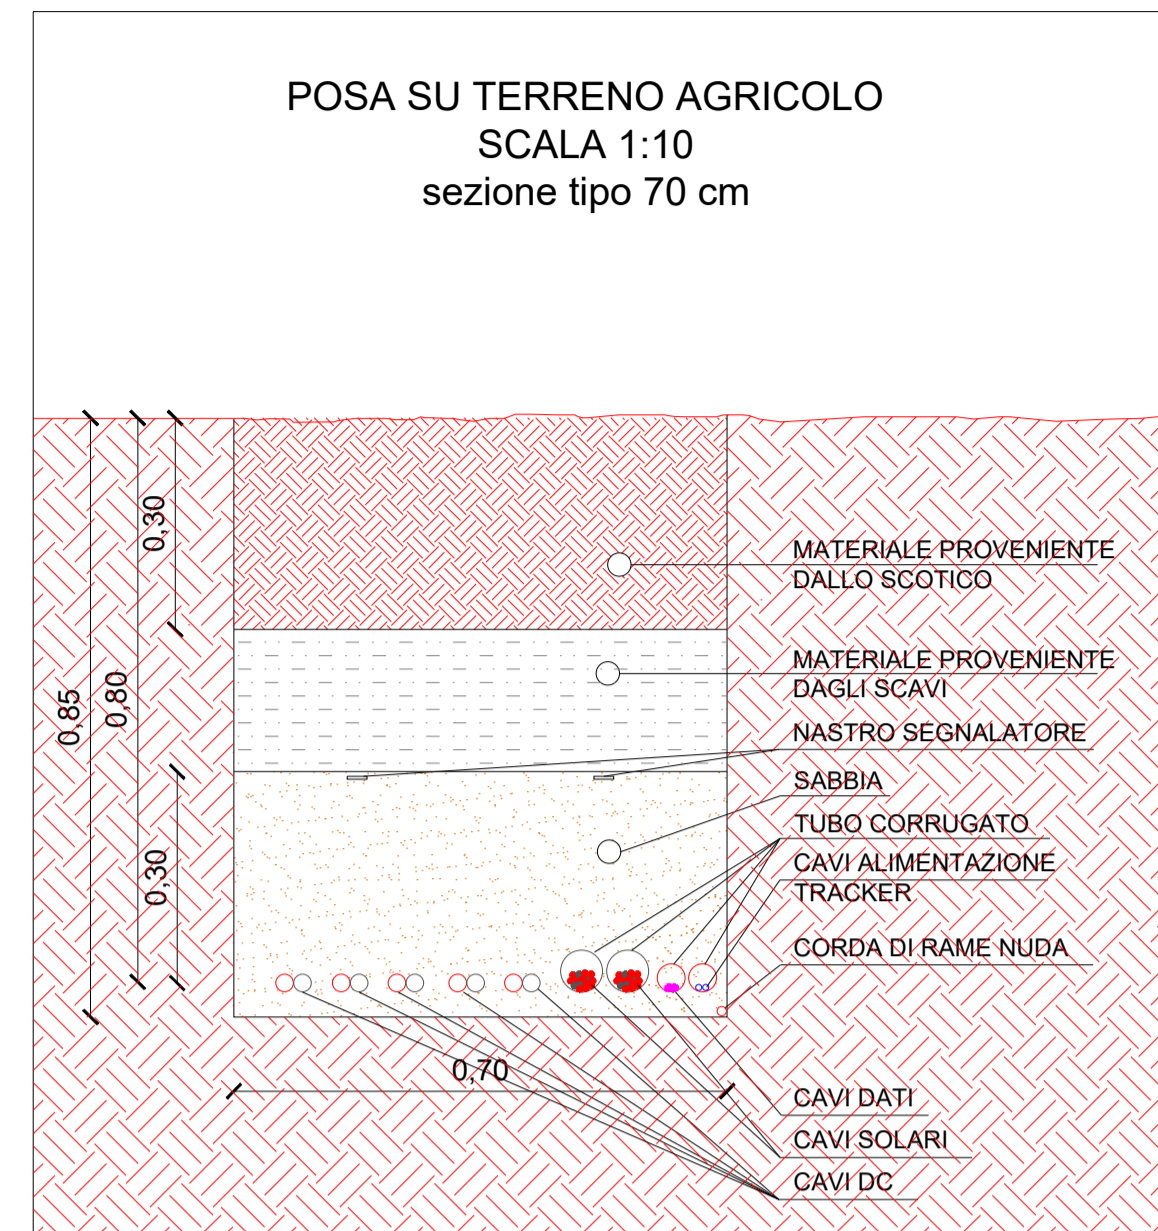 POSA SU TERRENO AGRICOLO
SCALA 1:10
sezione tipo 70 cm
0,30
0,80
0,85
0,30
0,70
MATERIALE PROVENIENTE
DALLO SCOTICO
MATERIALE PROVENIENTE
DAGLI SCAVI
NASTRO SEGNALATORE
SABBIA
TUBO CORRUGATO
CAVI ALIMENTAZIONE
TRACKER
CORDA DI RAME NUDA
CAVI DATI
CAVI SOLARI
CAVI DC